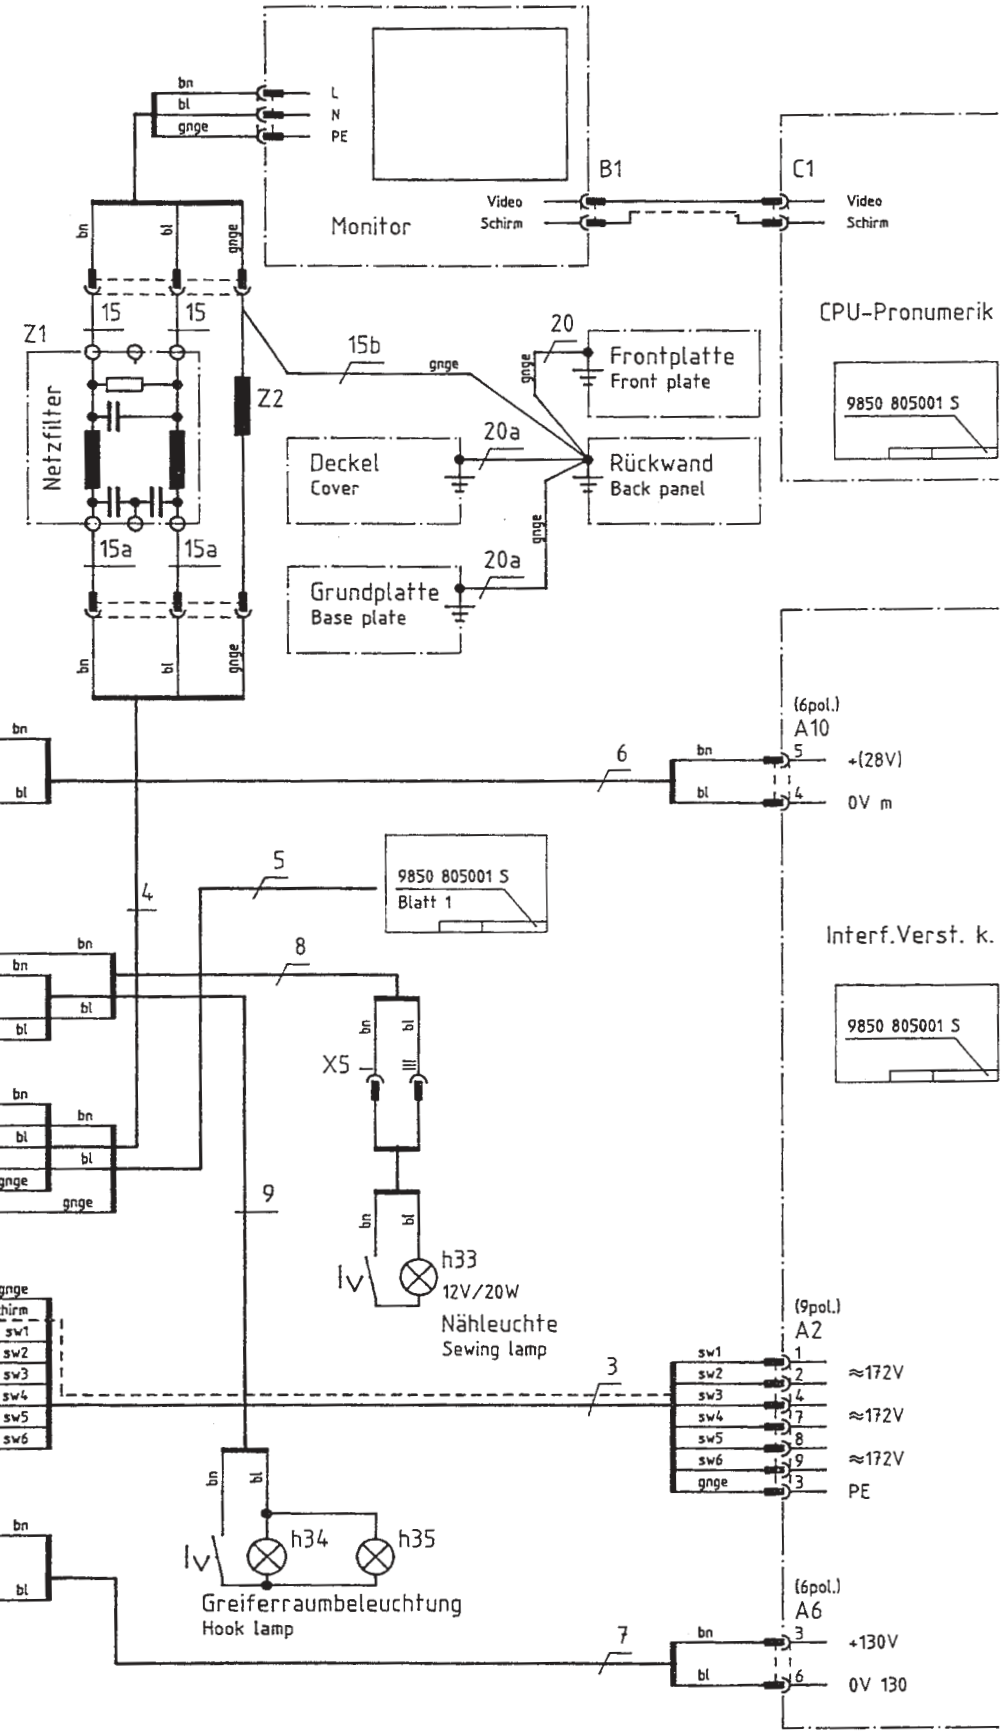 bn
L
bl
N
gnge
PE
B1
C1
Video
Video
Schirm
Schirm
Monitor
bn
bl
gnge
CPU-Pronumerik
15
15
Z1
20
15b
gnge
gnge
Frontplatte
Front plate
Netzfilter
Z2
9850 805001 S
20a
Deckel
Cover
Rückwand
Back panel
gnge
15a
15a
20a
Grundplatte
Base plate
bn
bl
gnge
(6pol.)
A10
bn
6
bn
5
+(28V)
bl
bl
4
0V m
5
9850 805001 S
Blatt 1
4
Interf.Verst. k.
bn
8
bn
bl
bl
bn
bl
9850 805001 S
X5
I
III
bn
bn
bl
bl
gnge
gnge
9
bn
bl
h33
12V/20W
Nähleuchte
Sewing lamp
gnge
hirm
sw1
sw2
sw3
sw4
sw5
sw6
(9pol.)
A2
3
sw1
1
sw2
2
≈172V
sw3
4
sw4
7
≈172V
sw5
8
sw6
9
≈172V
gnge
3
PE
bn
bl
h34
h35
Greiferraumbeleuchtung
Hook lamp
bn
bl
(6pol.)
A6
7
bn
3
+130V
bl
6
0V 130